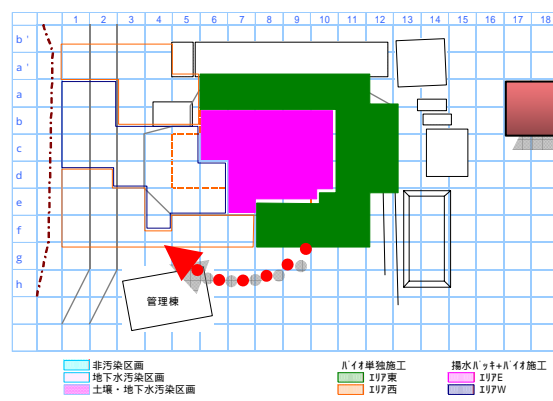 1 2 3 4 5 6 7 8 9 10 11 12 13 14 15 16 17 18
b'
a'
a
b
c
d
e
f
g
h
管理棟
非汚染区画
地下水汚染区画
土壌・地下水汚染区画
ﾊﾞｲｵ単独施工
ｴﾘｱ東
ｴﾘｱ西
揚水ﾊﾞｯｷ+ﾊﾞｲｵ施工
ｴﾘｱE
ｴﾘｱW